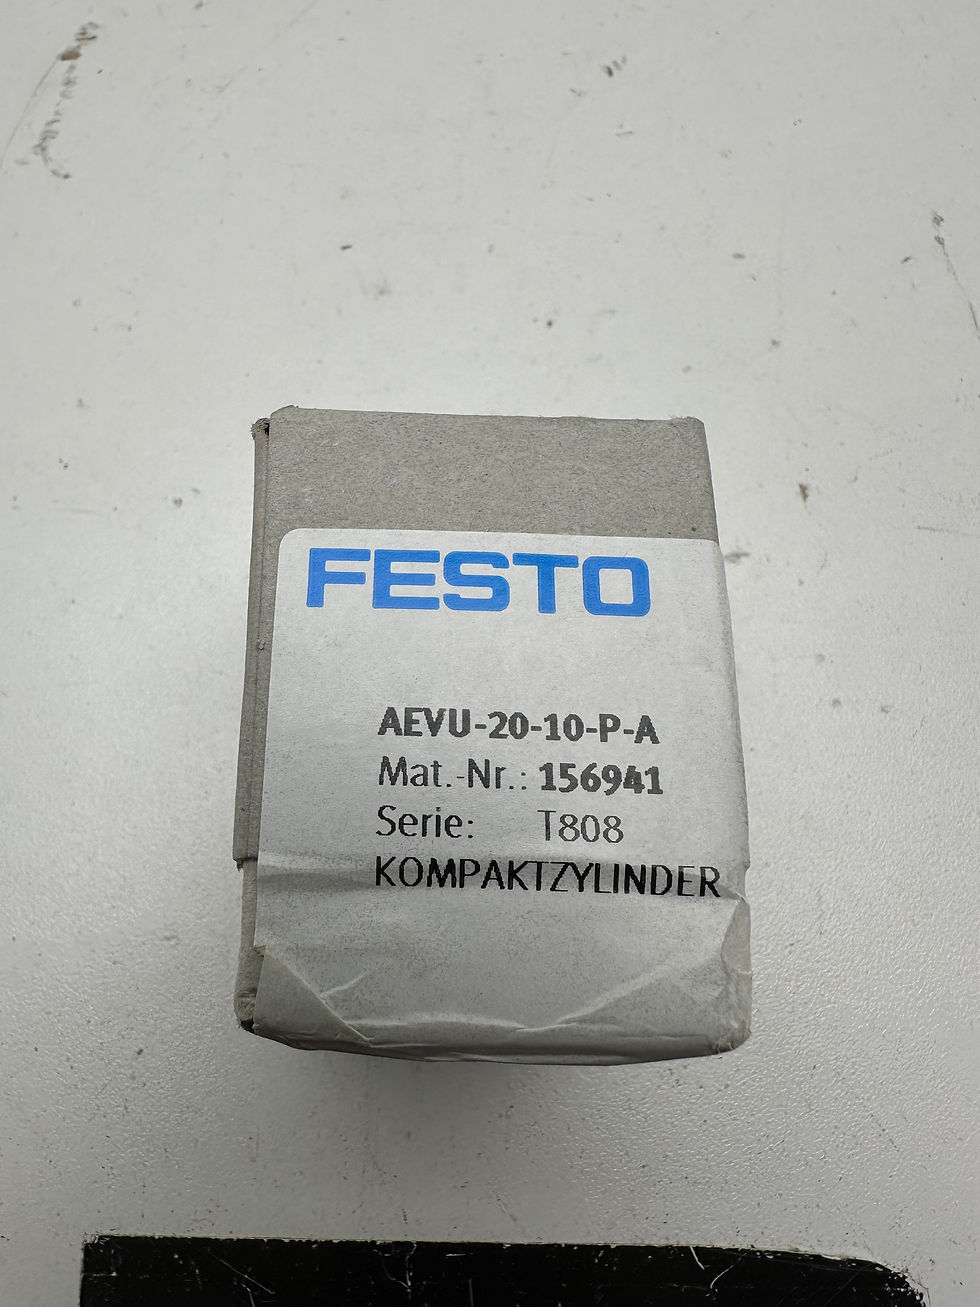 FESTO
AEVU-20-10-P-A
Mat.-Nr.: 156941
Serie: T808
KOMPAKTZYLINDER